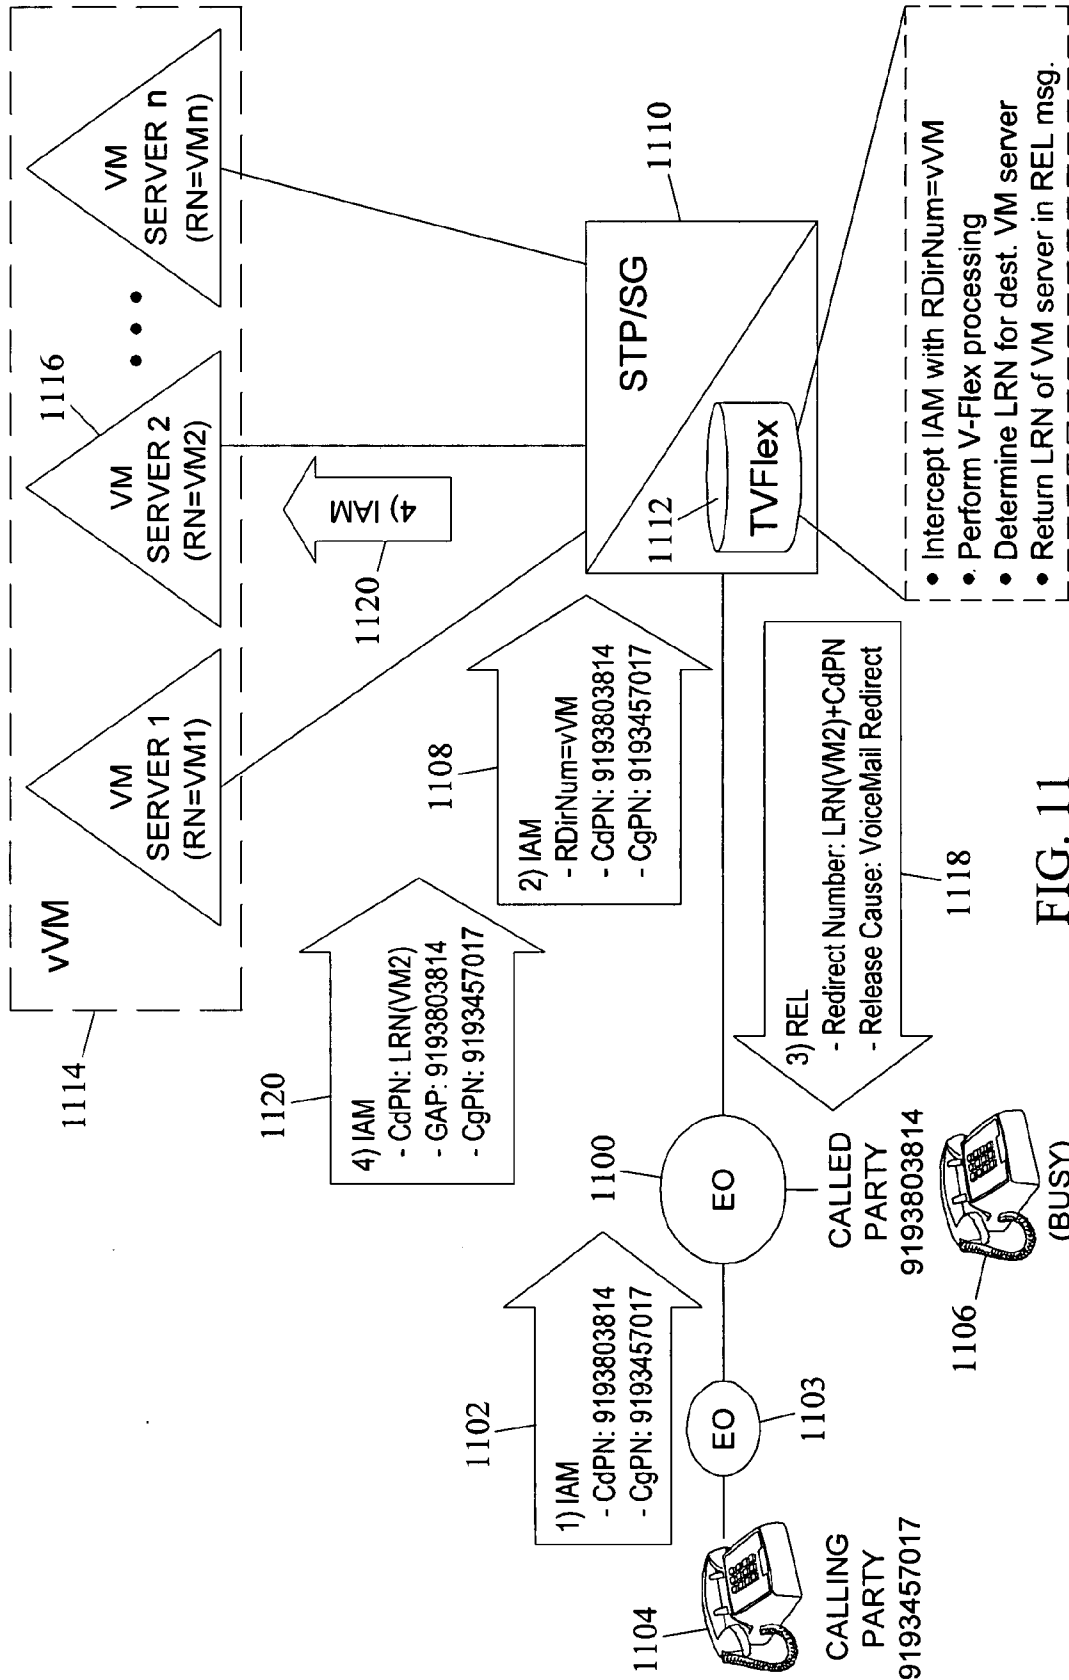 vVM
1114
VM
SERVER 1
(RN=VM1)
VM
SERVER 2
(RN=VM2)
1116
VM
SERVER n
(RN=VMn)
1120
4) IAM
- CdPN: LRN(VM2)
- GAP: 9193803814
- CgPN: 9193457017
1120
4) IAM
1108
2) IAM
- RDirNum=vVM
- CdPN: 9193803814
- CgPN: 9193457017
1110
STP/SG
1112
TVFlex
1102
1) IAM
- CdPN: 9193803814
- CgPN: 9193457017
1100
EO
EO
1103
1104
CALLING
PARTY
9193457017
CALLED
PARTY
9193803814
1106
(BUSY)
3) REL
- Redirect Number: LRN(VM2)+CdPN
- Release Cause: VoiceMail Redirect
1118
• Intercept IAM with RDirNum=vVM
• Perform V-Flex processing
• Determine LRN for dest. VM server
• Return LRN of VM server in REL msg.
FIG. 11